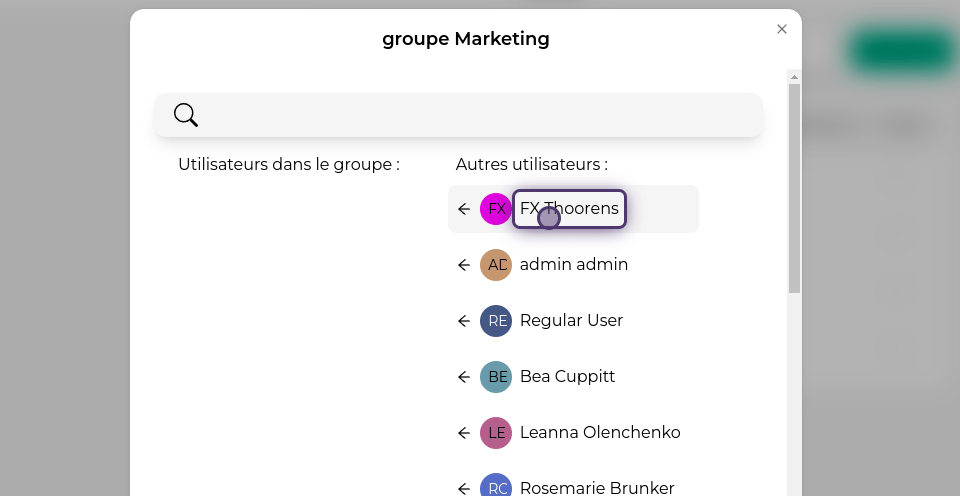 groupe Marketing
Utilisateurs dans le groupe :
Autres utilisateurs :
FX FX Thoorens
AD admin admin
RE Regular User
BE Bea Cuppitt
LE Leanna Olenchenko
RC Rosemarie Brunker